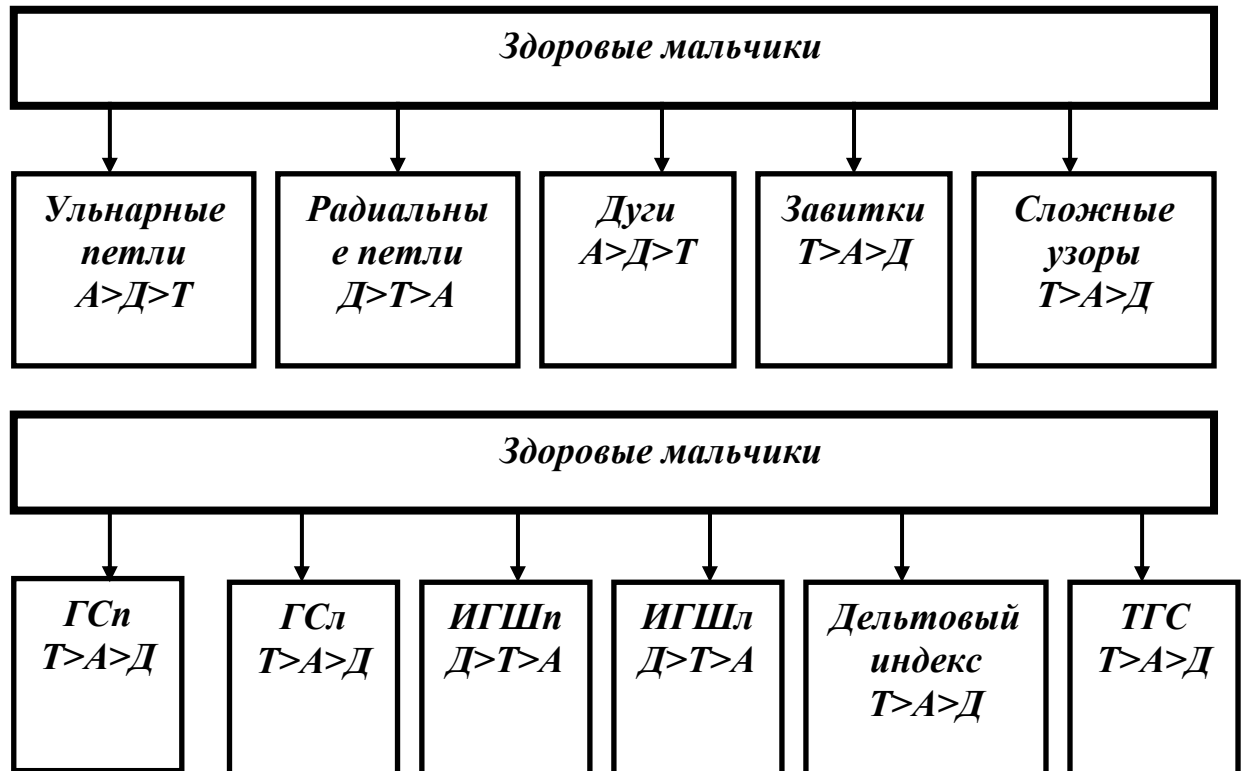 Здоровые мальчики
Ульнарные
петли
А>Д>Т
Радиальны
е петли
Д>Т>А
Дуги
А>Д>Т
Завитки
Т>А>Д
Сложные
узоры
Т>А>Д
Здоровые мальчики
ГСп
Т>А>Д
ГСл
Т>А>Д
ИГШп
Д>Т>А
ИГШл
Д>Т>А
Дельтовый
индекс
Т>А>Д
ТГС
Т>А>Д